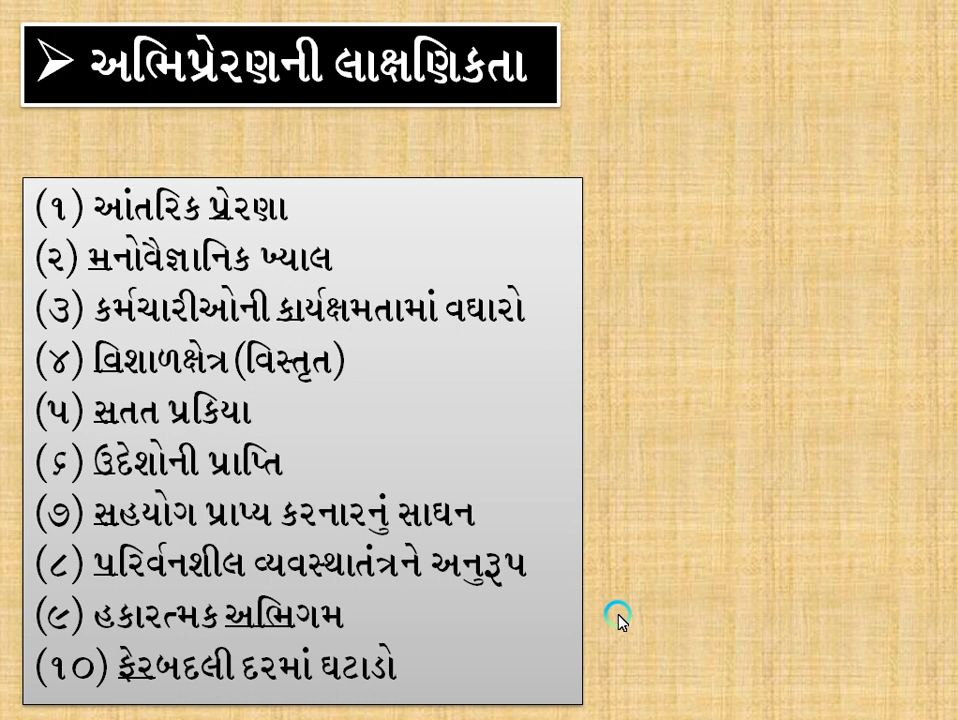 ➢ અભિપ્રેરણની લાક્ષણિકતા
(૧) આંતરિક પ્રેરણા
(૨) મનોવૈજ્ઞાનિક ખ્યાલ
(૩) કર્મચારીઓની કાર્યક્ષમતામાં વઘારો
(૪) વિશાળક્ષેત્ર (વિસ્તૃત)
(૫) સતત પ્રકિયા
(૬) ઉદેશોની પ્રાપ્તિ
(૭) સહયોગ પ્રાપ્ય કરનારનું સાઘન
(૮) પરિર્વનશીલ વ્યવસ્થાતંત્રને અનુરૂપ
(૯) હકારત્મક અભિગમ
(૧૦) ફેરબદલી દરમાં ઘટાડો